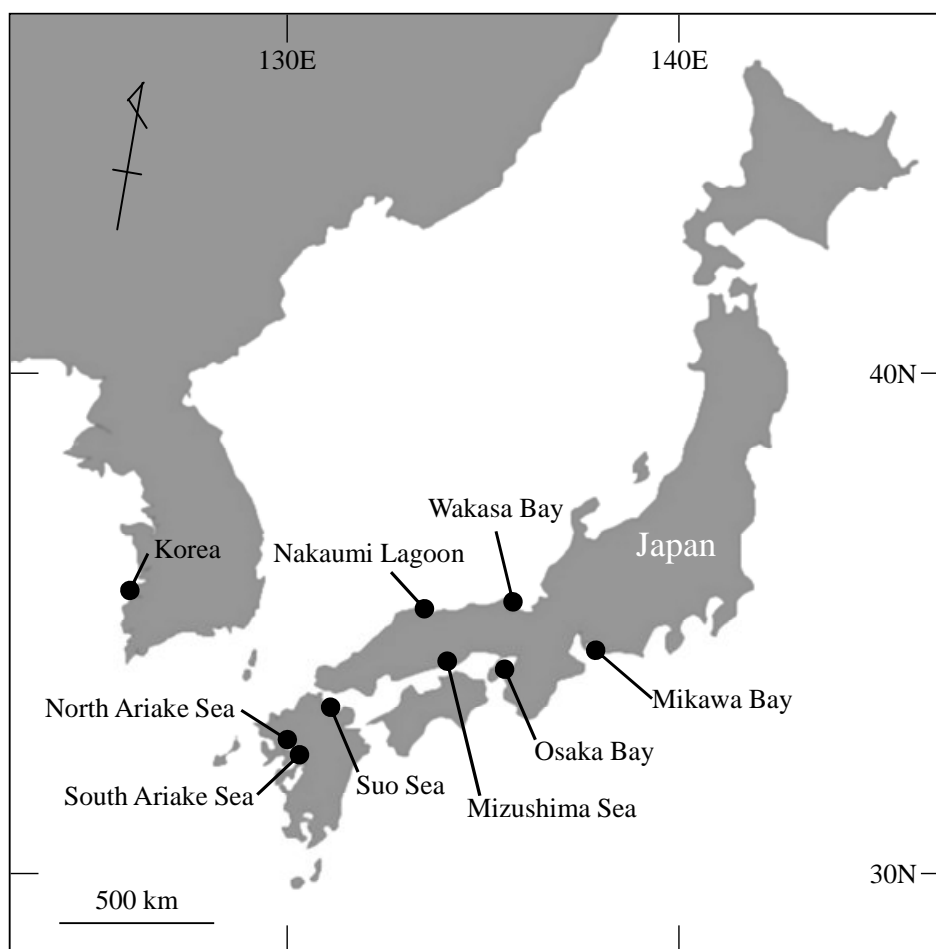 130E
140E
40N
Wakasa Bay
Japan
Korea
Nakaumi Lagoon
North Ariake Sea
Mikawa Bay
Osaka Bay
South Ariake Sea
Suo Sea
Mizushima Sea
30N
500 km